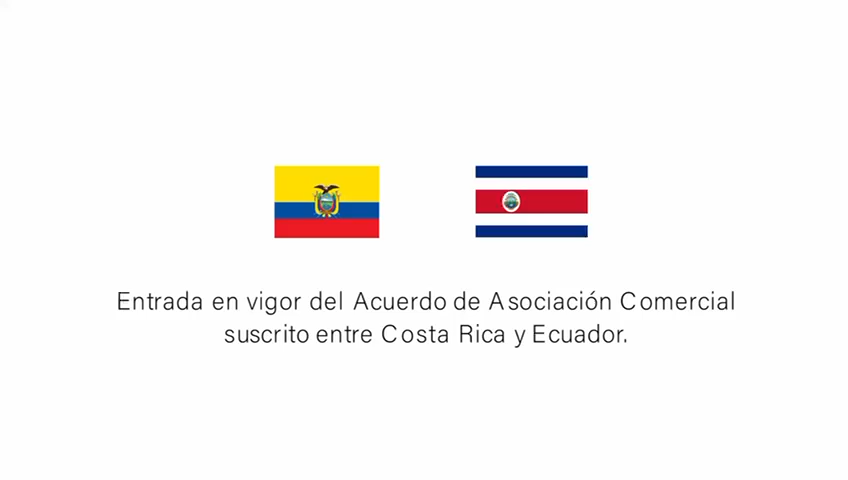 Entrada en vigor del Acuerdo de Asociación Comercial
suscrito entre Costa Rica y Ecuador.